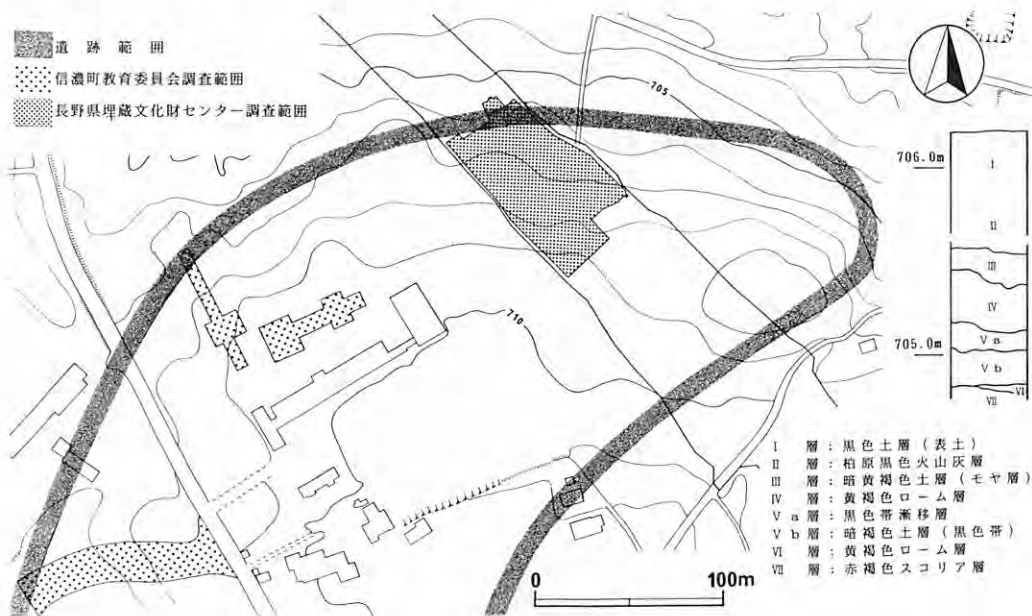 遺跡範囲
信濃町教育委員会調査範囲
長野県埋蔵文化財センター調査範囲
705
710
706.0m
705.0m
I
II
III
IV
Va
Vb
VI
VII
I 層:黒色土層(表土)
II 層:柏原黒色火山灰層
III 層:暗黄褐色土層(モヤ層)
IV 層:黄褐色ローム層
Va層:黒色帯漸移層
Vb層:暗褐色土層(黒色帯)
VI 層:黄褐色ローム層
VII 層:赤褐色スコリア層
0 100m